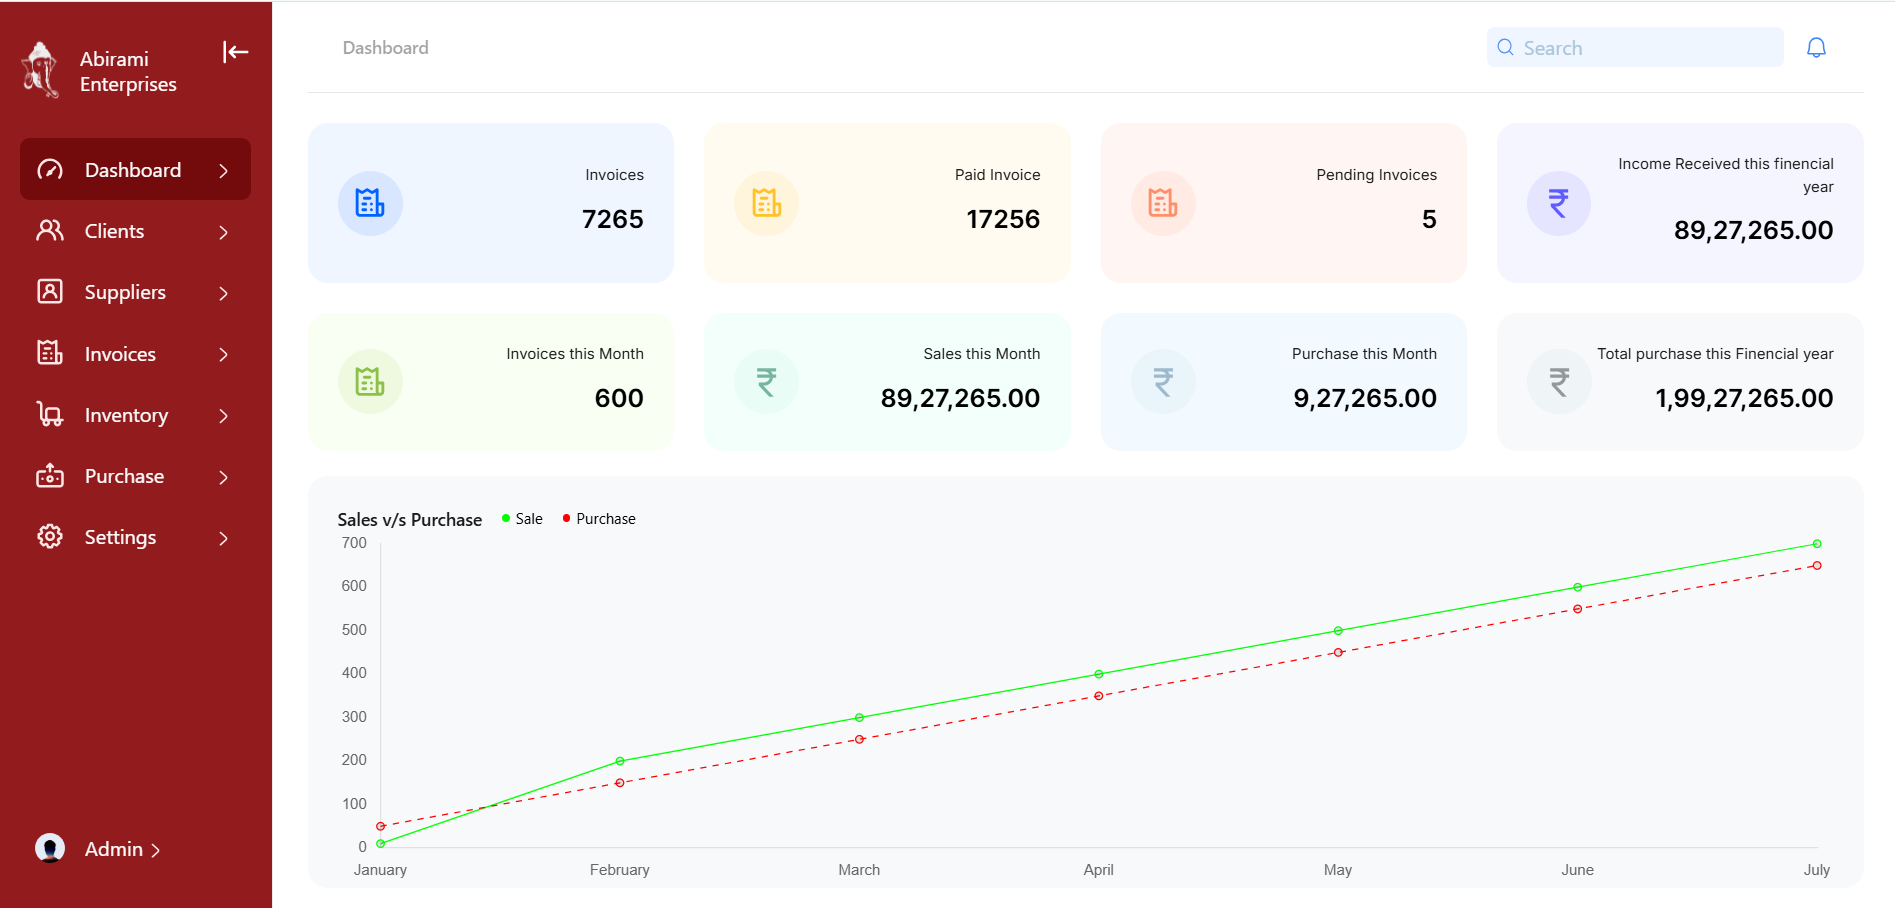 Abirami
Enterprises
Dashboard
Clients
Suppliers
Invoices
Inventory
Purchase
Settings
Admin
Dashboard
Search
Invoices
7265
Paid Invoice
17256
Pending Invoices
5
Income Received this finencial
year
89,27,265.00
Invoices this Month
600
Sales this Month
89,27,265.00
Purchase this Month
9,27,265.00
Total purchase this Finencial year
1,99,27,265.00
Sales v/s Purchase
Sale
Purchase
700
600
500
400
300
200
100
0
January
February
March
April
May
June
July